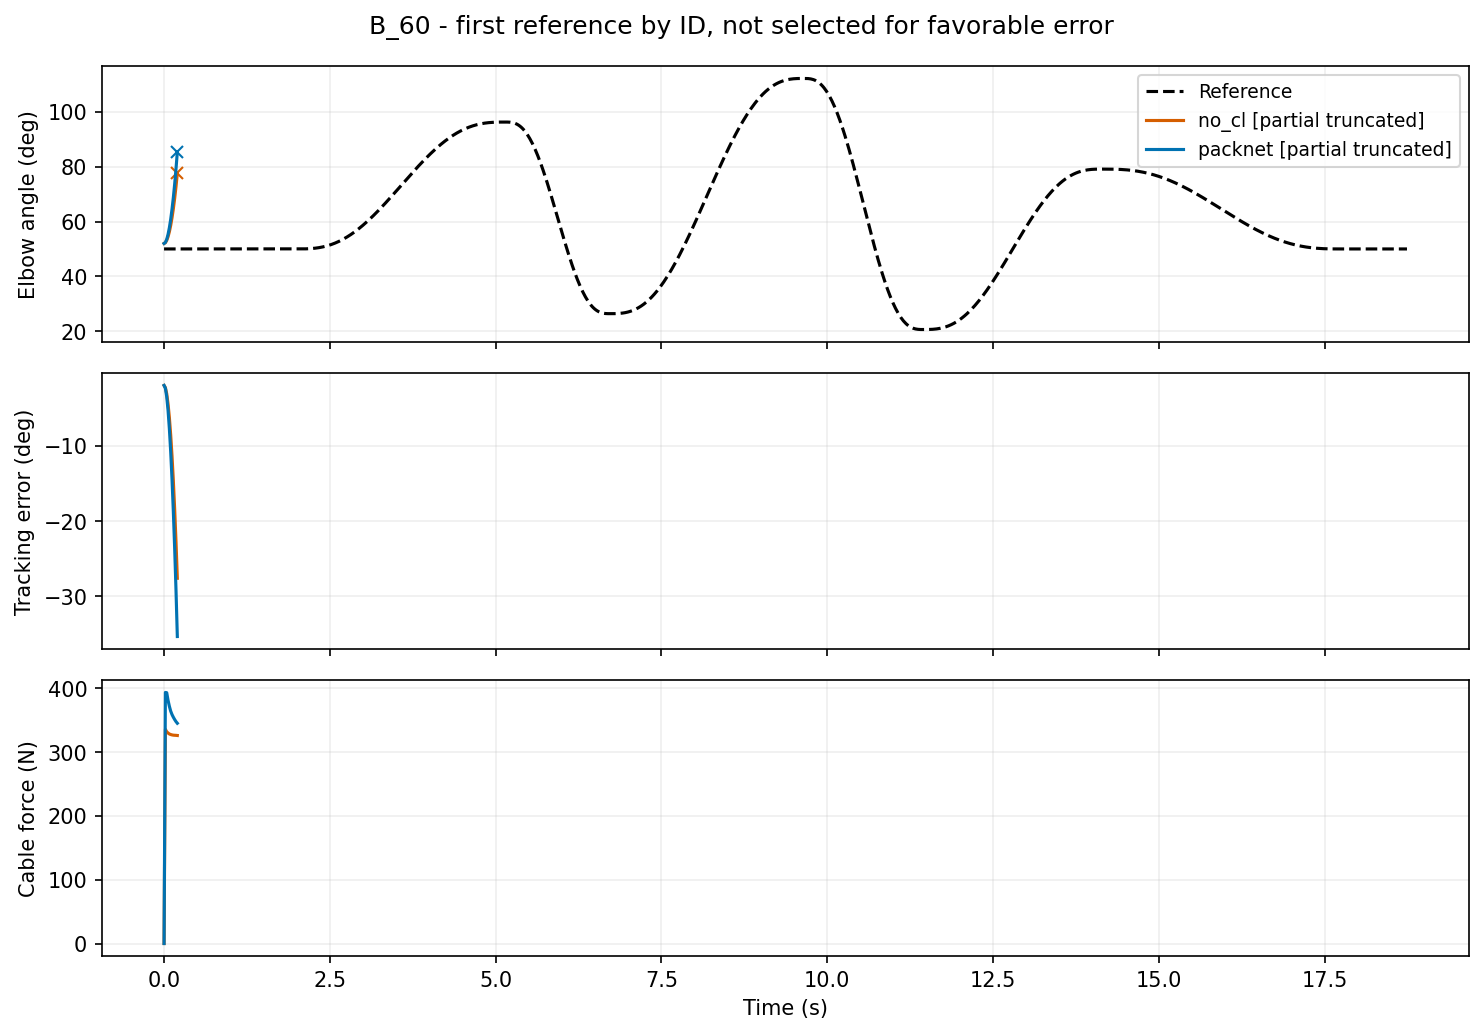 B_60 - first reference by ID, not selected for favorable error
Elbow angle (deg)
100
80
60
40
20
Reference
no_cl [partial truncated]
packnet [partial truncated]
Tracking error (deg)
−10
−20
−30
Cable force (N)
400
300
200
100
0
0.0 2.5 5.0 7.5 10.0 12.5 15.0 17.5
Time (s)